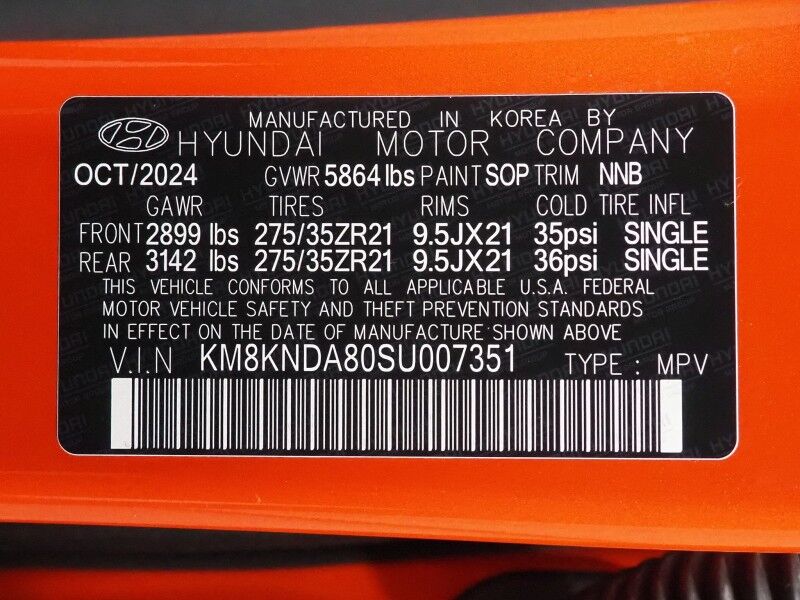 MANUFACTURED IN KOREA BY
HYUNDAI MOTOR COMPANY
OCT/2024 GVWR 5864 lbs PAINT SOP TRIM NNB
GAWR TIRES RIMS COLD TIRE INFL
FRONT 2899 lbs 275/35ZR21 9.5JX21 35psi SINGLE
REAR 3142 lbs 275/35ZR21 9.5JX21 36psi SINGLE
THIS VEHICLE CONFORMS TO ALL APPLICABLE U.S.A. FEDERAL
MOTOR VEHICLE SAFETY AND THEFT PREVENTION STANDARDS
IN EFFECT ON THE DATE OF MANUFACTURE SHOWN ABOVE
V.I.N KM8KNDA80SU007351 TYPE : MPV